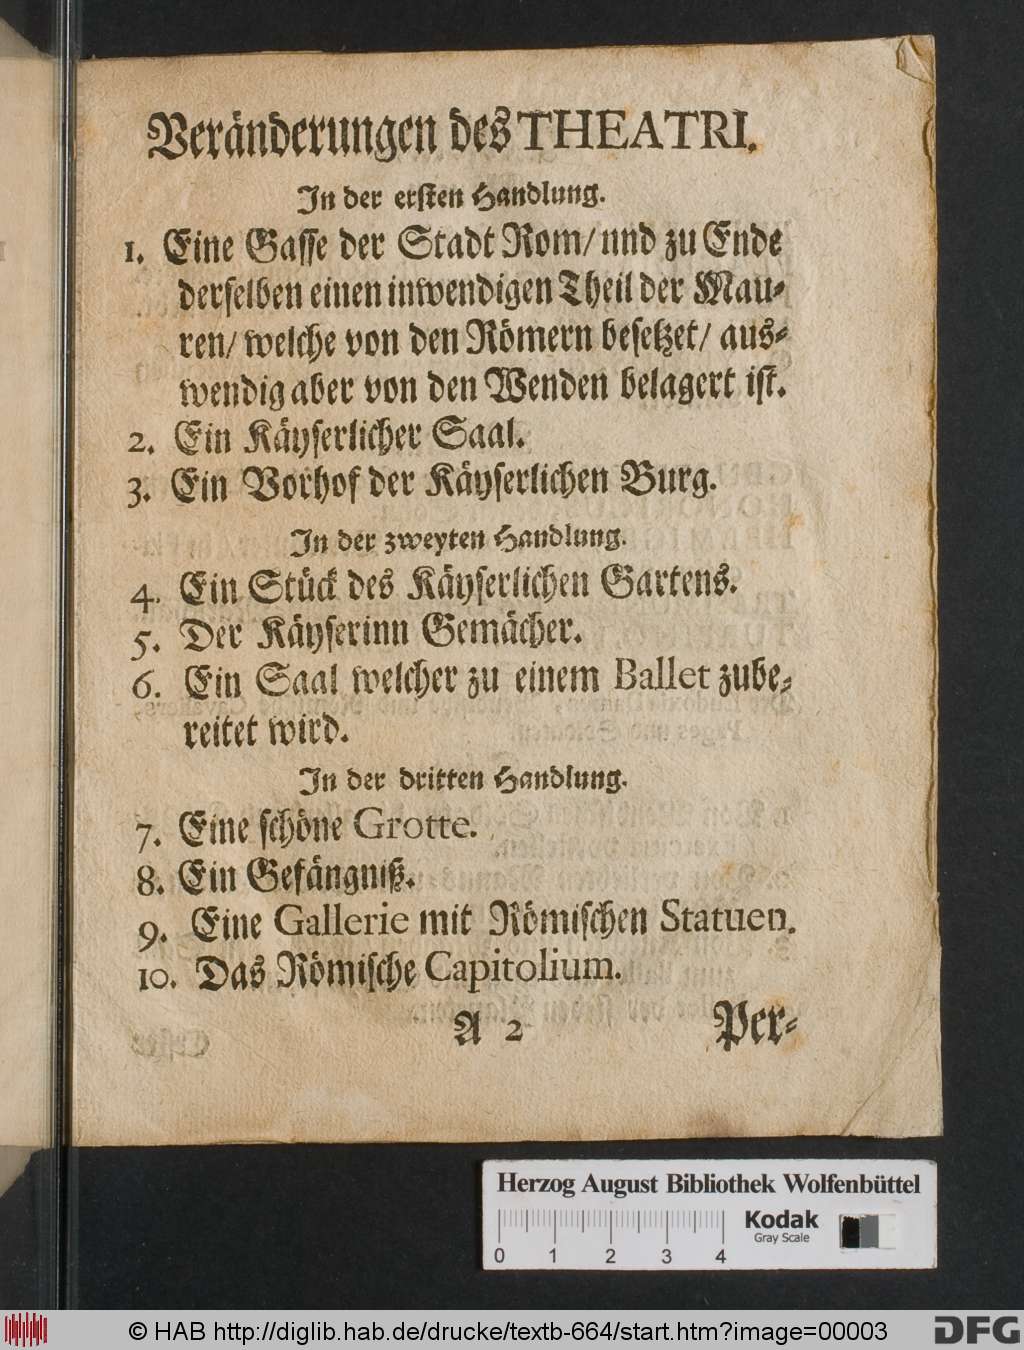 Veränderungen des THEATRI.
In der ersten Handlung.
1. Eine Gasse der Stadt Rom/ und zu Ende
derselben einen inwendigen Theil der Mau-
ren/ welche von den Römern besetzet/ aus-
wendig aber von den Wenden belagert ist.
2. Ein Käyserlicher Saal.
3. Ein Vorhof der Käyserlichen Burg.
In der zweyten Handlung.
4. Ein Stück des Käyserlichen Gartens.
5. Der Käyserinn Gemächer.
6. Ein Saal welcher zu einem Ballet zube-
reitet wird.
In der dritten Handlung.
7. Eine schöne Grotte.
8. Ein Gefängniß.
9. Eine Gallerie mit Römischen Statuen.
10. Das Römische Capitolium.
A 2 Per-
Herzog August Bibliothek Wolfenbüttel
Kodak
Gray Scale
0 1 2 3 4
© HAB http://diglib.hab.de/drucke/textb-664/start.htm?image=00003
DFG